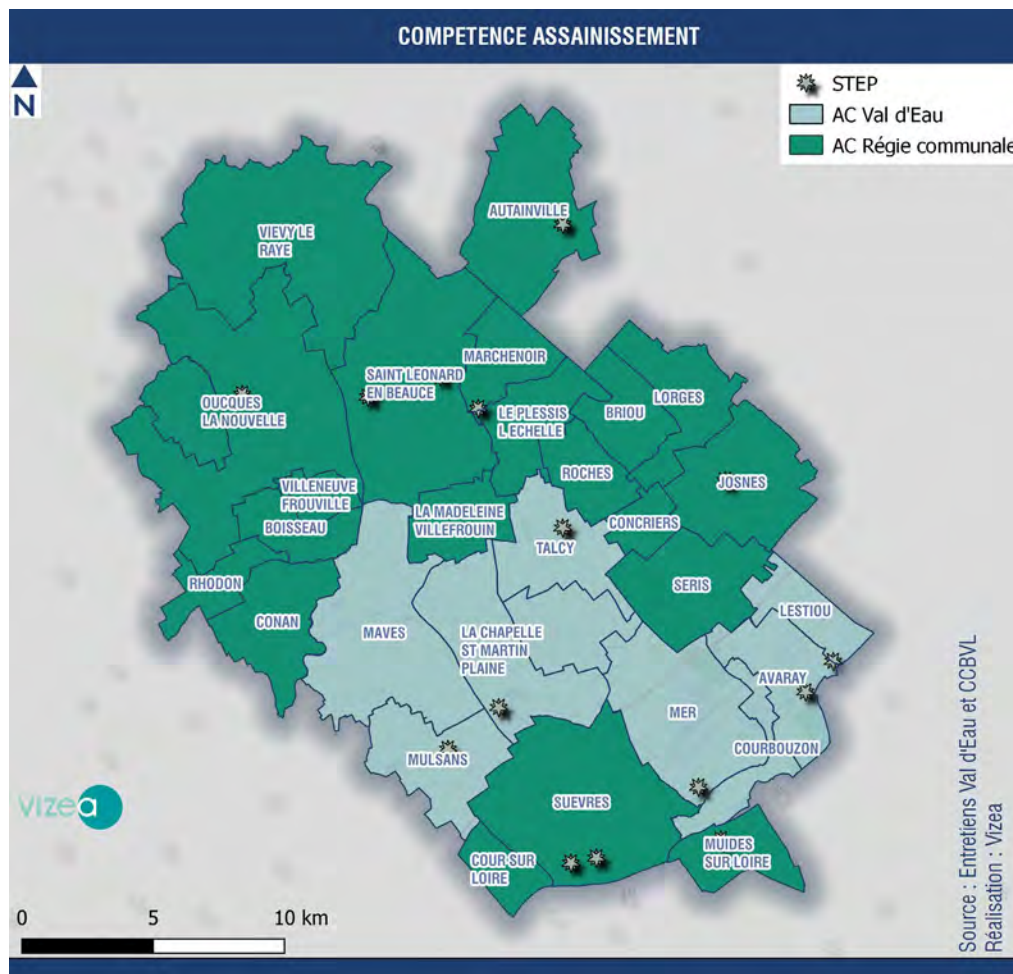 COMPETENCE ASSAINISSEMENT
N
STEP
AC Val d'Eau
AC Régie communale
AUTAINVILLE
VIEVY LE
RAYE
MARCHENOIR
SAINT LEONARD
EN BEAUCE
OUCQUES
LA NOUVELLE
LE PLESSIS
L ECHELLE
BRIOU
LORGES
ROCHES
JOSNES
VILLENEUVE
FROUVILLE
BOISSEAU
LA MADELEINE
VILLEFROUIN
CONCRIERS
TALCY
RHODON
SERIS
CONAN
LESTIOU
MAVES
LA CHAPELLE
ST MARTIN
PLAINE
AVARAY
MER
COURBOUZON
MULSANS
SUEVRES
MUIDES
SUR LOIRE
COUR SUR
LOIRE
vizea
0 5 10 km
Source : Entretiens Val d'Eau et CCBVL
Réalisation : Vizea